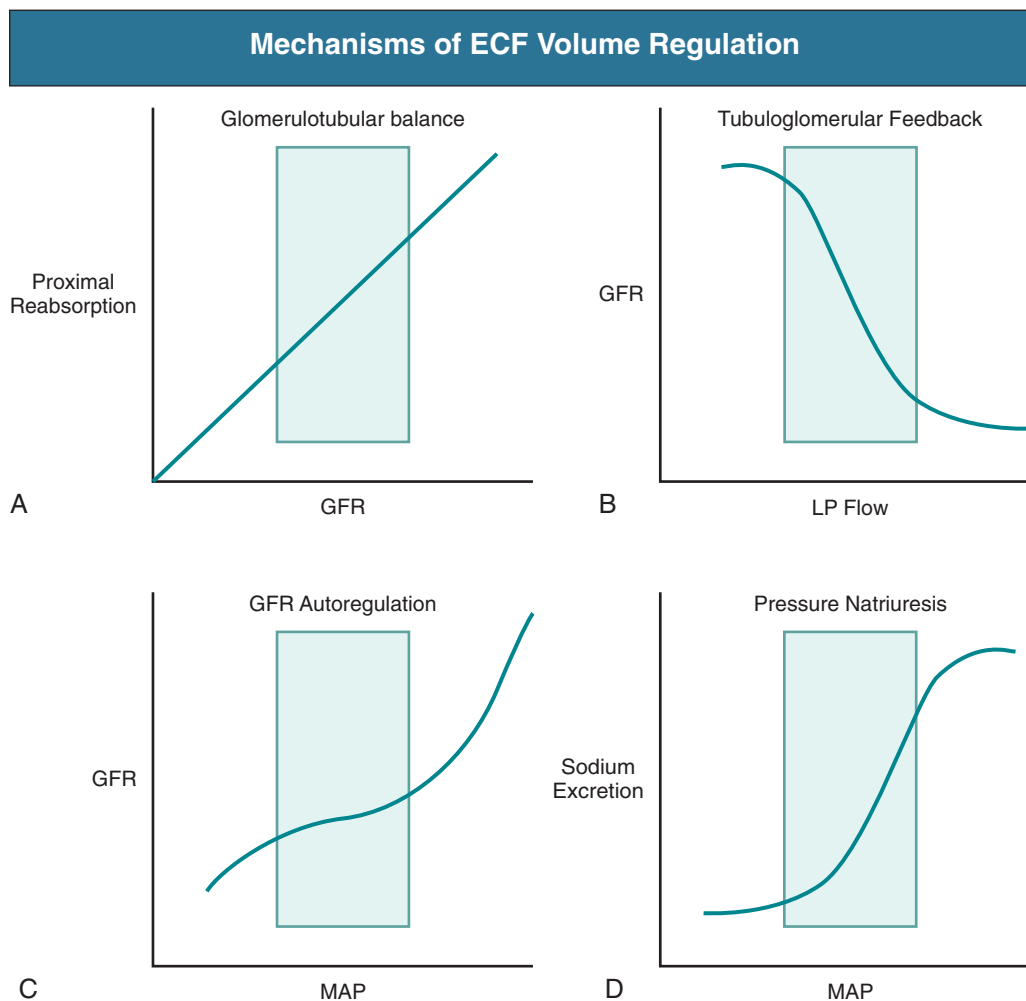 Mechanisms of ECF Volume Regulation
Glomerulotubular balance
Proximal
Reabsorption
GFR
A
Tubuloglomerular Feedback
GFR
LP Flow
B
GFR Autoregulation
GFR
MAP
C
Pressure Natriuresis
Sodium
Excretion
MAP
D